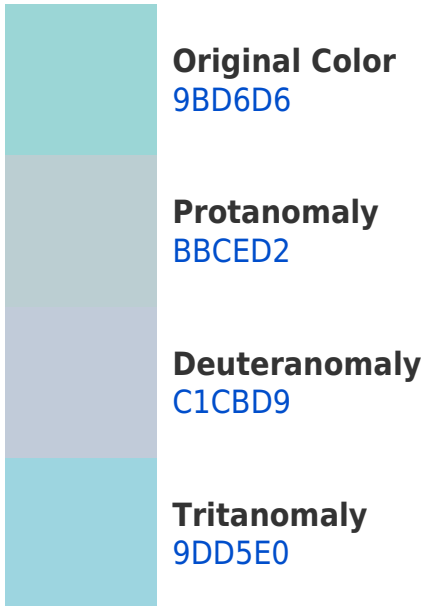 Original Color
9BD6D6
Protanomaly
BBCED2
Deuteranomaly
C1CBD9
Tritanomaly
9DD5E0